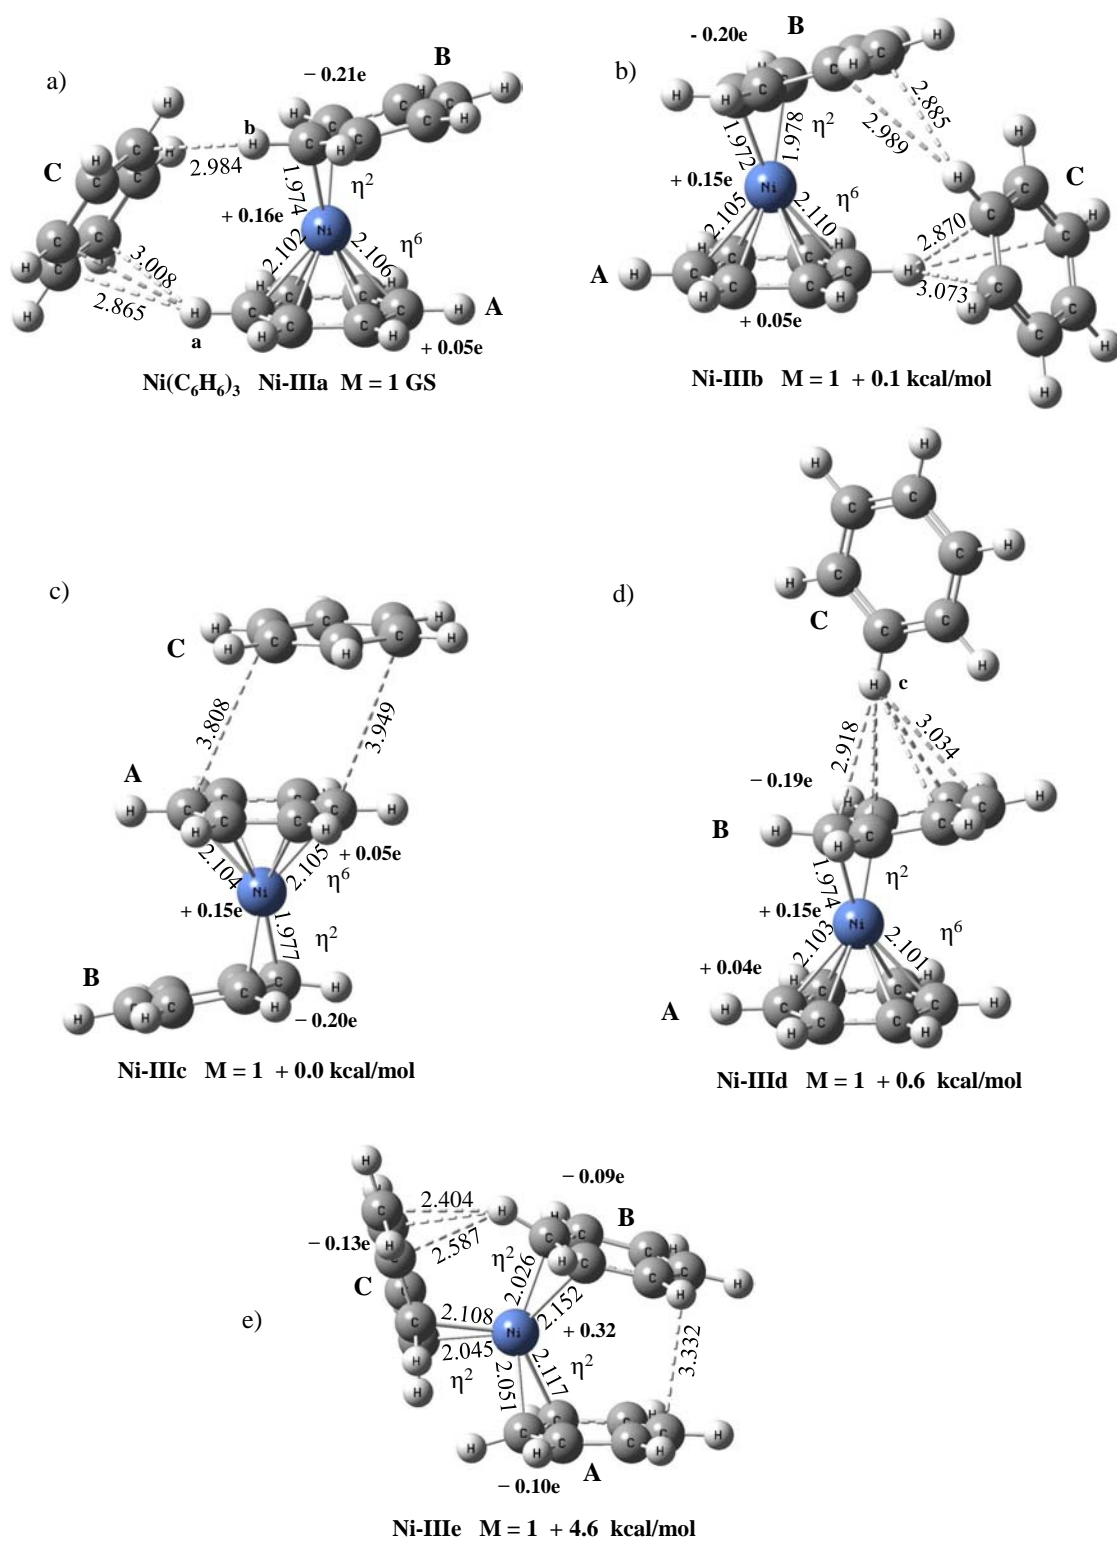 a)
B
− 0.21e
b
C
2.984
1.974
η²
+ 0.16e
Ni
η⁶
2.102
2.106
3.008
2.865
a
A
+ 0.05e
Ni(C₆H₆)₃ Ni-IIIa M = 1 GS
b)
B
- 0.20e
2.885
2.989
η²
1.972
1.978
+ 0.15e
Ni
C
η⁶
2.105
2.110
2.870
A
3.073
+ 0.05e
Ni-IIIb M = 1 + 0.1 kcal/mol
c)
C
3.808
3.949
A
+ 0.05e
2.104
2.105
η⁶
Ni
+ 0.15e
1.977
η²
B
− 0.20e
Ni-IIIc M = 1 + 0.0 kcal/mol
d)
C
c
2.918
3.034
− 0.19e
B
η²
1.974
+ 0.15e
Ni
η⁶
2.103
2.101
+ 0.04e
A
Ni-IIId M = 1 + 0.6 kcal/mol
e)
− 0.09e
2.404
B
− 0.13e
2.587
η²
C
2.026
2.152
2.108
Ni
+ 0.32
2.045
η²
η²
2.051
2.117
3.332
A
− 0.10e
Ni-IIIe M = 1 + 4.6 kcal/mol